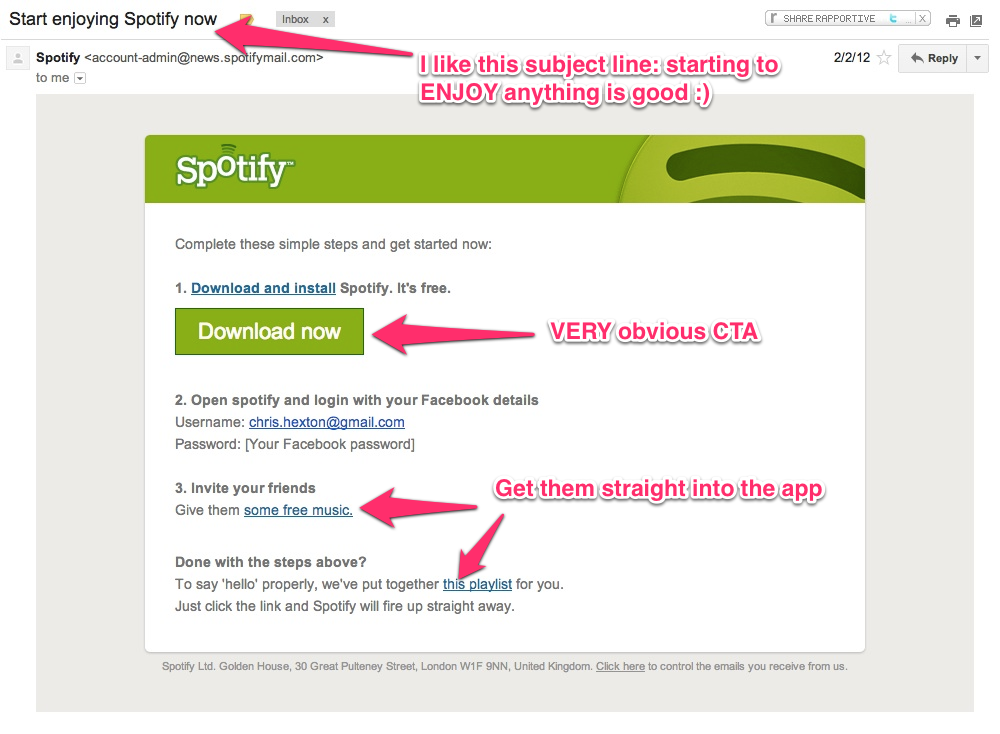 Start enjoying Spotify now
Inbox x
SHARE RAPPORTIVE ... X
Spotify <account-admin@news.spotifymail.com>
2/2/12
Reply
to me
I like this subject line: starting to
ENJOY anything is good :)
Spotify™
Complete these simple steps and get started now:
1. Download and install Spotify. It's free.
Download now
VERY obvious CTA
2. Open spotify and login with your Facebook details
Username: chris.hexton@gmail.com
Password: [Your Facebook password]
3. Invite your friends
Get them straight into the app
Give them some free music.
Done with the steps above?
To say 'hello' properly, we've put together this playlist for you.
Just click the link and Spotify will fire up straight away.
Spotify Ltd. Golden House, 30 Great Pulteney Street, London W1F 9NN, United Kingdom. Click here to control the emails you receive from us.